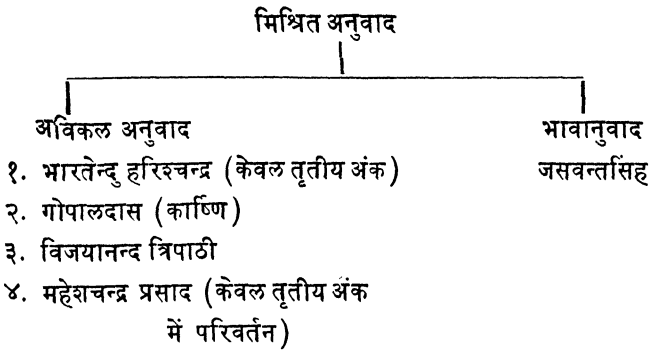 मिश्रित अनुवाद
अविकल अनुवाद
१. भारतेन्दु हरिश्चन्द्र (केवल तृतीय अंक)
२. गोपालदास (कार्ष्णि)
३. विजयानन्द त्रिपाठी
४. महेशचन्द्र प्रसाद (केवल तृतीय अंक
में परिवर्तन)
भावानुवाद
जसवन्तसिंह